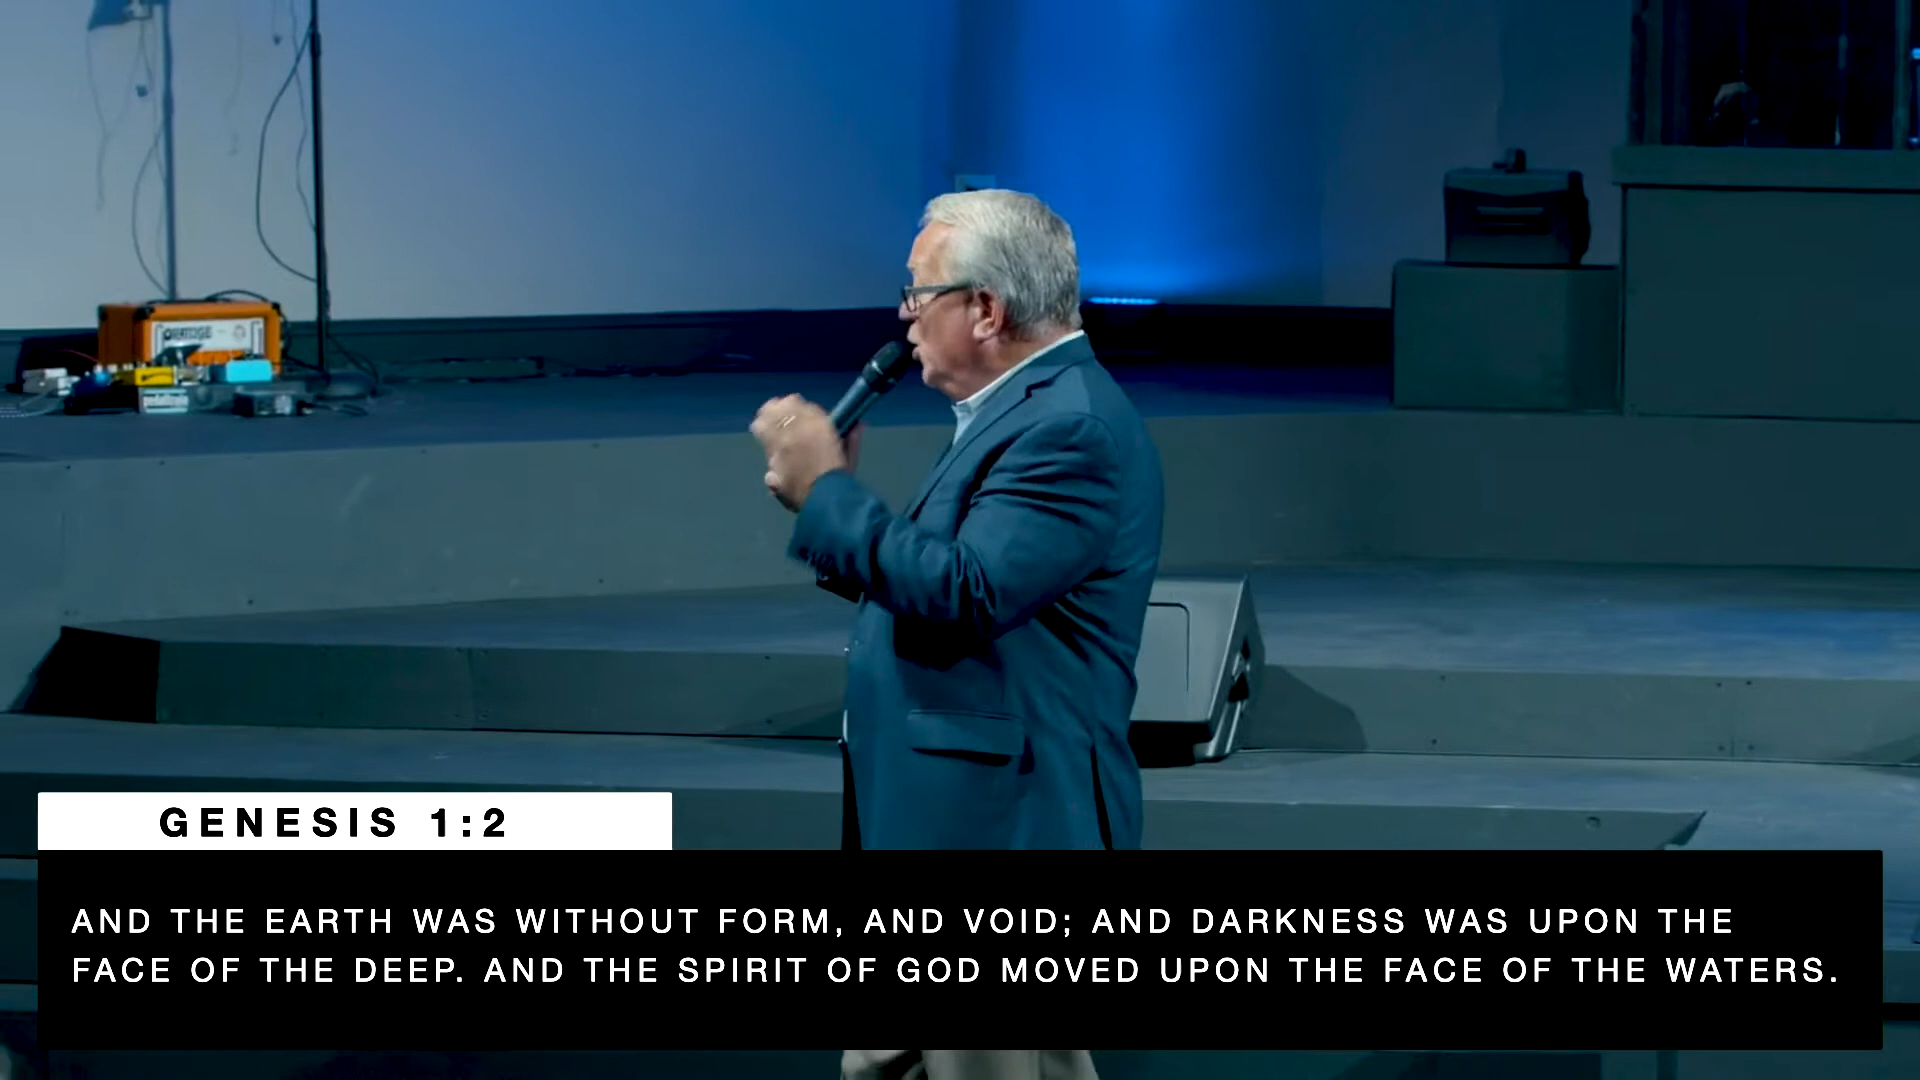 GENESIS 1:2
AND THE EARTH WAS WITHOUT FORM, AND VOID; AND DARKNESS WAS UPON THE
FACE OF THE DEEP. AND THE SPIRIT OF GOD MOVED UPON THE FACE OF THE WATERS.